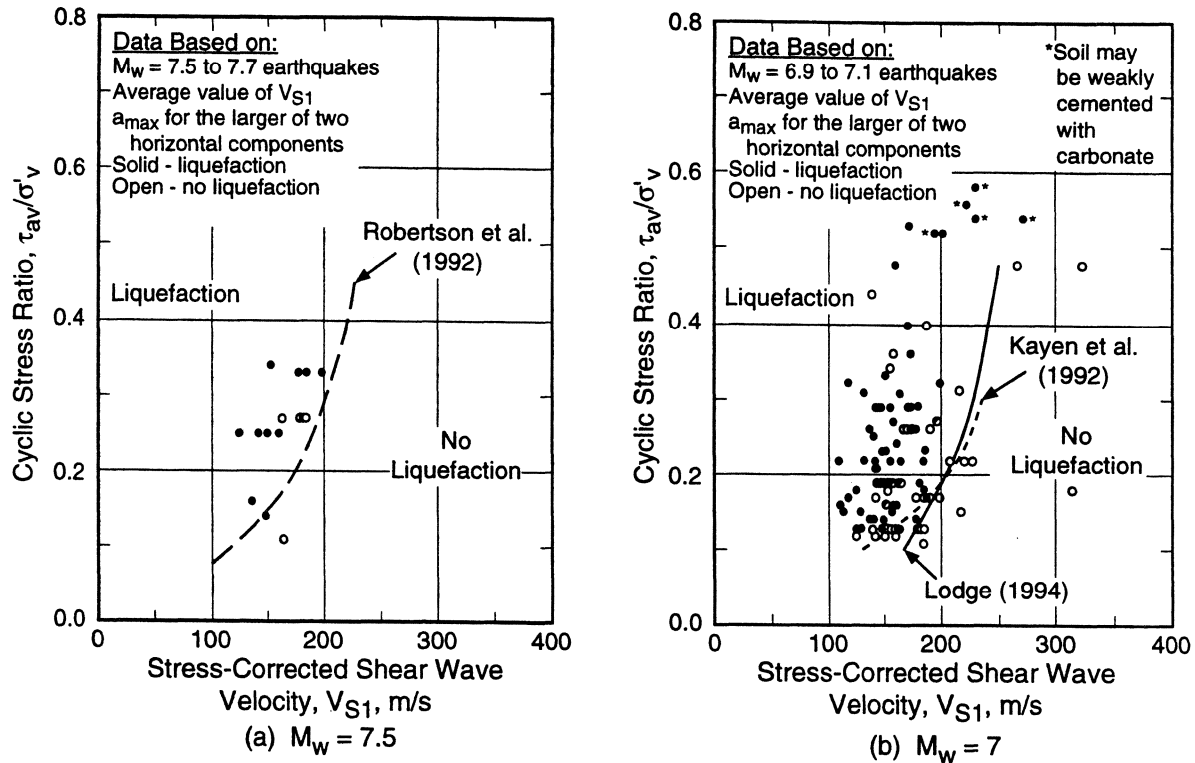 0.8
0.6
0.4
0.2
0.0
Cyclic Stress Ratio, τav/σ'v
Data Based on:
Mw = 7.5 to 7.7 earthquakes
Average value of VS1
amax for the larger of two
horizontal components
Solid - liquefaction
Open - no liquefaction
Robertson et al.
(1992)
Liquefaction
No
Liquefaction
0 100 200 300 400
Stress-Corrected Shear Wave
Velocity, VS1, m/s
(a) Mw = 7.5
0.8
0.6
0.4
0.2
0.0
Cyclic Stress Ratio, τav/σ'v
Data Based on:
Mw = 6.9 to 7.1 earthquakes
Average value of VS1
amax for the larger of two
horizontal components
Solid - liquefaction
Open - no liquefaction
*Soil may
be weakly
cemented
with
carbonate
* * * * *
Liquefaction
Kayen et al.
(1992)
No
Liquefaction
Lodge (1994)
0 100 200 300 400
Stress-Corrected Shear Wave
Velocity, VS1, m/s
(b) Mw = 7